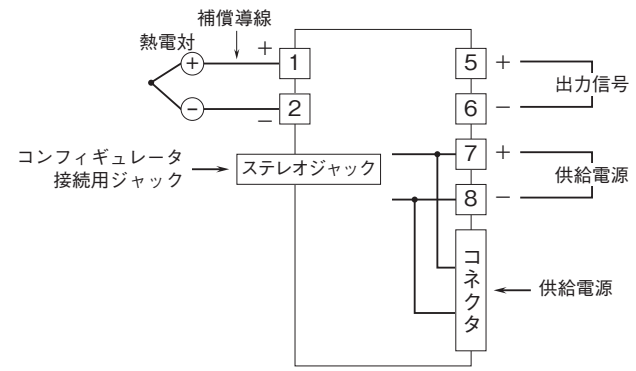 補償導線
熱電対
+
+
1
−
2
−
コンフィギュレータ
接続用ジャック
ステレオジャック
5
+
6
−
出力信号
7
+
8
−
供給電源
コネクタ
供給電源